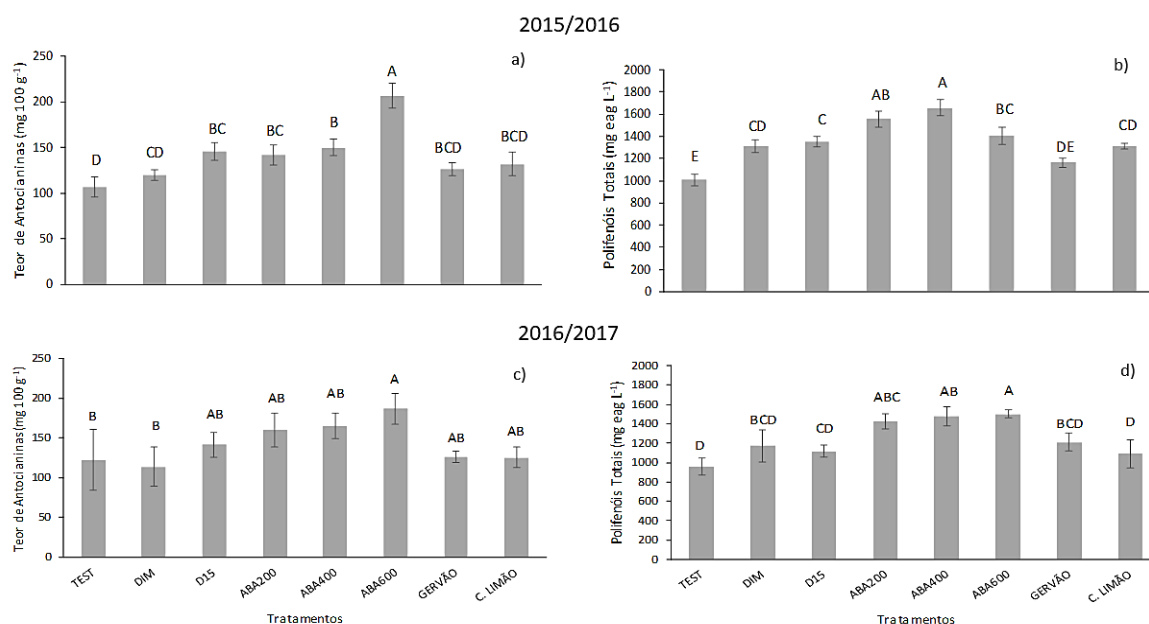 2015/2016
a)
Teor de Antocianinas (mg 100 g⁻¹)
250
200
150
100
50
0
D
CD
BC
BC
B
A
BCD
BCD
b)
Polifenóis Totais (mg eag L⁻¹)
2000
1800
1600
1400
1200
1000
800
600
400
200
0
E
CD
C
AB
A
BC
DE
CD
2016/2017
c)
Teor de Antocianinas (mg 100 g⁻¹)
250
200
150
100
50
0
B
B
AB
AB
AB
A
AB
AB
TEST
DIM
D15
ABA200
ABA400
ABA600
GERVÃO
C. LIMÃO
Tratamentos
d)
Polifenóis Totais (mg eag L⁻¹)
2000
1800
1600
1400
1200
1000
800
600
400
200
0
D
BCD
CD
ABC
AB
A
BCD
D
TEST
DIM
D15
ABA200
ABA400
ABA600
GERVÃO
C. LIMÃO
Tratamentos